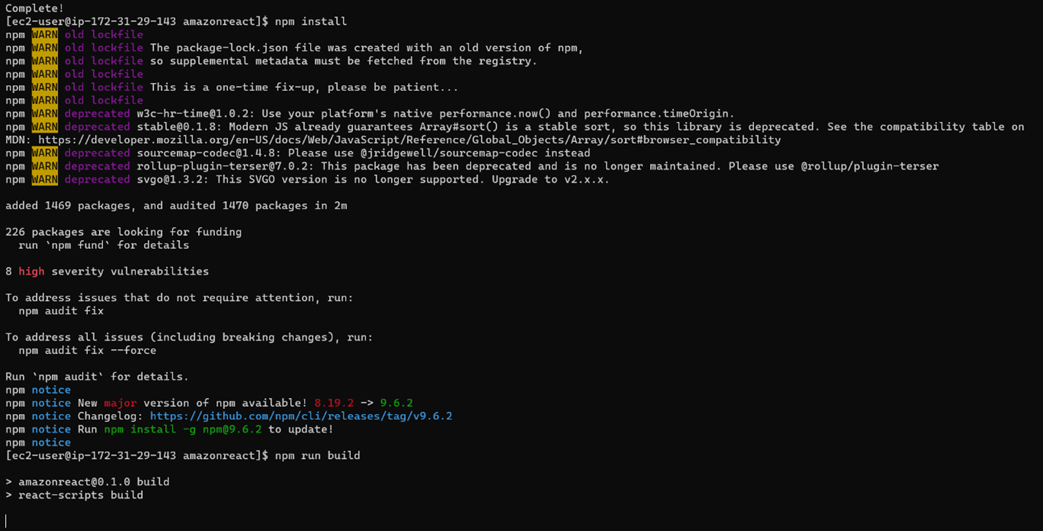 Complete!
[ec2-user@ip-172-31-29-143 amazonreact]$ npm install
npm WARN old lockfile
npm WARN old lockfile The package-lock.json file was created with an old version of npm,
npm WARN old lockfile so supplemental metadata must be fetched from the registry.
npm WARN old lockfile
npm WARN old lockfile This is a one-time fix-up, please be patient...
npm WARN old lockfile
npm WARN deprecated w3c-hr-time@1.0.2: Use your platform's native performance.now() and performance.timeOrigin.
npm WARN deprecated stable@0.1.8: Modern JS already guarantees Array#sort() is a stable sort, so this library is deprecated. See the compatibility table on
MDN: https://developer.mozilla.org/en-US/docs/Web/JavaScript/Reference/Global_Objects/Array/sort#browser_compatibility
npm WARN deprecated sourcemap-codec@1.4.8: Please use @jridgewell/sourcemap-codec instead
npm WARN deprecated rollup-plugin-terser@7.0.2: This package has been deprecated and is no longer maintained. Please use @rollup/plugin-terser
npm WARN deprecated svgo@1.3.2: This SVGO version is no longer supported. Upgrade to v2.x.x.
added 1469 packages, and audited 1470 packages in 2m
226 packages are looking for funding
run `npm fund` for details
8 high severity vulnerabilities
To address issues that do not require attention, run:
npm audit fix
To address all issues (including breaking changes), run:
npm audit fix --force
Run `npm audit` for details.
npm notice
npm notice New major version of npm available! 8.19.2 -> 9.6.2
npm notice Changelog: https://github.com/npm/cli/releases/tag/v9.6.2
npm notice Run npm install -g npm@9.6.2 to update!
npm notice
[ec2-user@ip-172-31-29-143 amazonreact]$ npm run build
> amazonreact@0.1.0 build
> react-scripts build